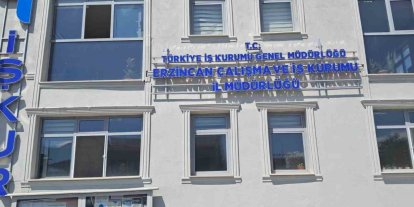 T.C.
TÜRKİYE İŞ KURUMU GENEL MÜDÜRLÜĞÜ
ERZİNCAN ÇALIŞMA VE İŞ KURUMU
İL MÜDÜRLÜĞÜ
İŞKUR